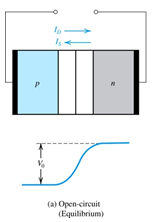 I_D
I_S
p
n
V_0
(a) Open-circuit
(Equilibrium)